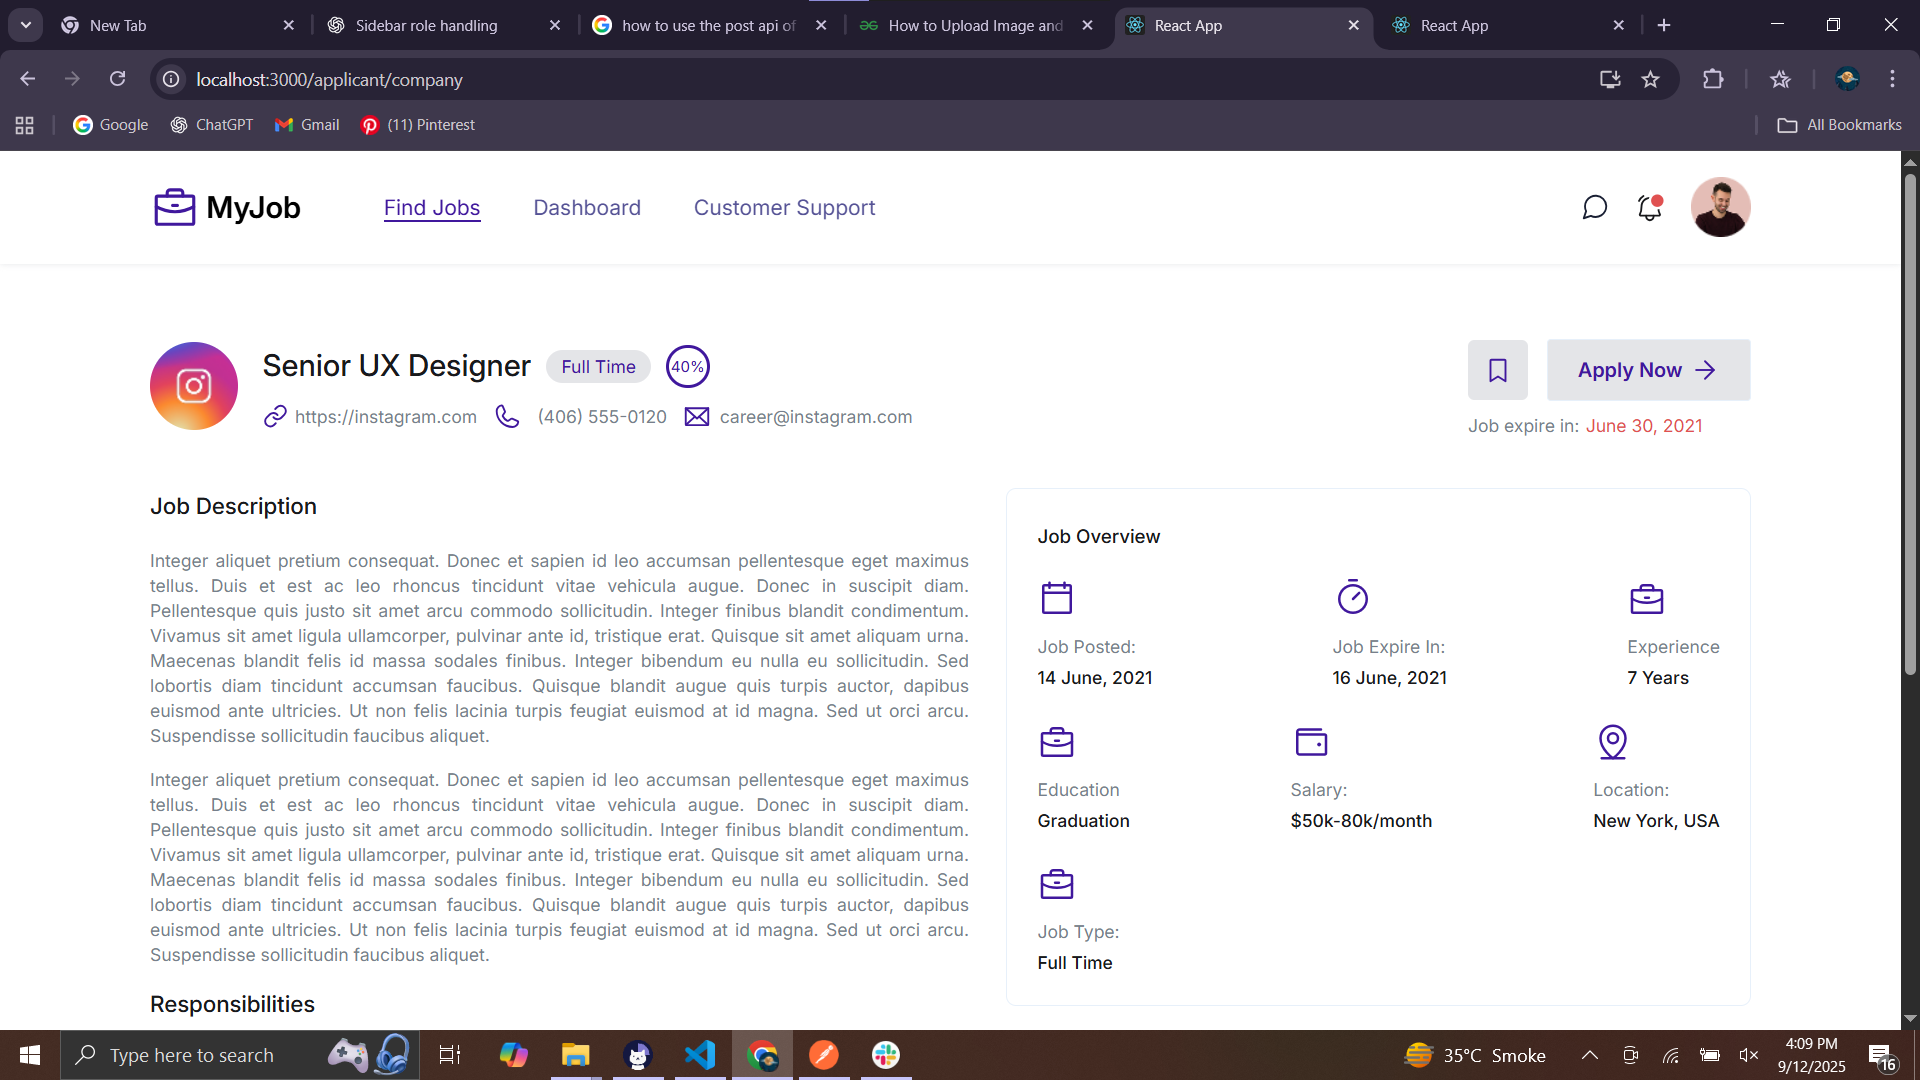 New Tab
Sidebar role handling
how to use the post api of
How to Upload Image and
React App
React App
localhost:3000/applicant/company
Google
ChatGPT
Gmail
(11) Pinterest
All Bookmarks
MyJob
Find Jobs
Dashboard
Customer Support
Senior UX Designer
Full Time
40%
https://instagram.com
(406) 555-0120
career@instagram.com
Apply Now
Job expire in: June 30, 2021
Job Description
Integer aliquet pretium consequat. Donec et sapien id leo accumsan pellentesque eget maximus
tellus. Duis et est ac leo rhoncus tincidunt vitae vehicula augue. Donec in suscipit diam.
Pellentesque quis justo sit amet arcu commodo sollicitudin. Integer finibus blandit condimentum.
Vivamus sit amet ligula ullamcorper, pulvinar ante id, tristique erat. Quisque sit amet aliquam urna.
Maecenas blandit felis id massa sodales finibus. Integer bibendum eu nulla eu sollicitudin. Sed
lobortis diam tincidunt accumsan faucibus. Quisque blandit augue quis turpis auctor, dapibus
euismod ante ultricies. Ut non felis lacinia turpis feugiat euismod at id magna. Sed ut orci arcu.
Suspendisse sollicitudin faucibus aliquet.
Integer aliquet pretium consequat. Donec et sapien id leo accumsan pellentesque eget maximus
tellus. Duis et est ac leo rhoncus tincidunt vitae vehicula augue. Donec in suscipit diam.
Pellentesque quis justo sit amet arcu commodo sollicitudin. Integer finibus blandit condimentum.
Vivamus sit amet ligula ullamcorper, pulvinar ante id, tristique erat. Quisque sit amet aliquam urna.
Maecenas blandit felis id massa sodales finibus. Integer bibendum eu nulla eu sollicitudin. Sed
lobortis diam tincidunt accumsan faucibus. Quisque blandit augue quis turpis auctor, dapibus
euismod ante ultricies. Ut non felis lacinia turpis feugiat euismod at id magna. Sed ut orci arcu.
Suspendisse sollicitudin faucibus aliquet.
Responsibilities
Job Overview
Job Posted:
14 June, 2021
Job Expire In:
16 June, 2021
Experience
7 Years
Education
Graduation
Salary:
$50k-80k/month
Location:
New York, USA
Job Type:
Full Time
Type here to search
35°C Smoke
4:09 PM
9/12/2025
16